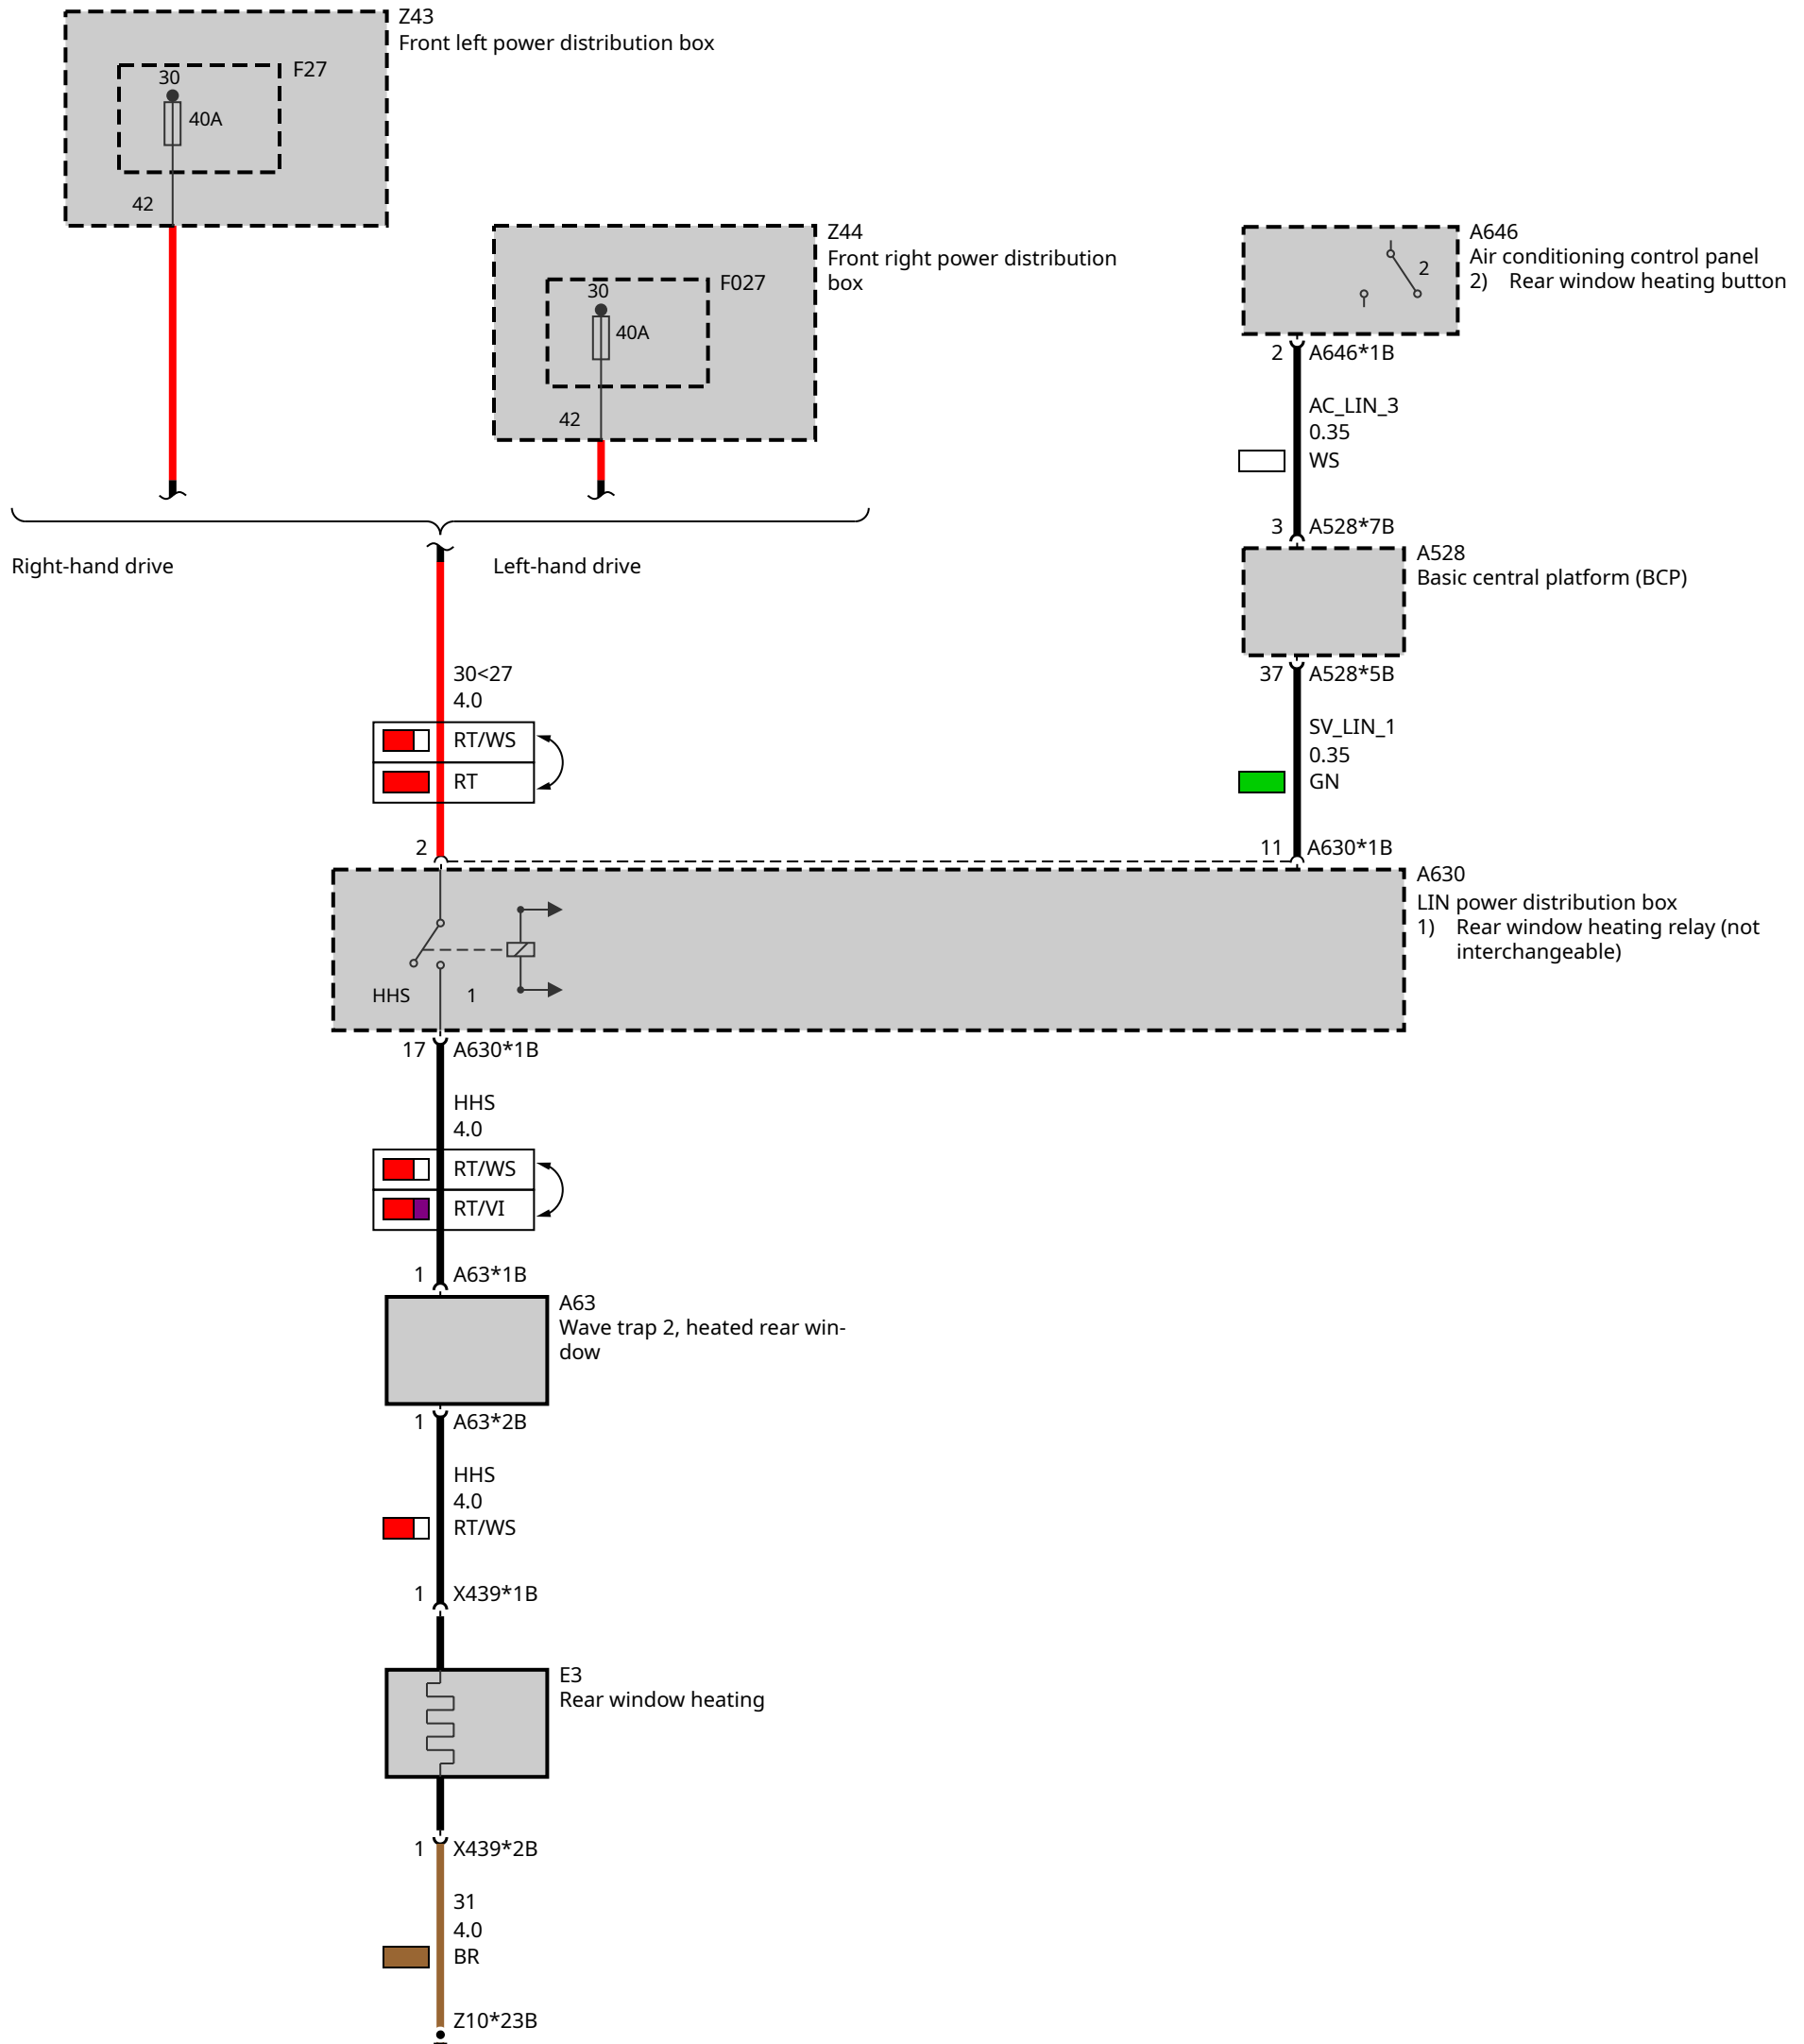 Z43
Front left power distribution box
F27
30
40A
42
Z44
Front right power distribution
box
F027
30
40A
42
A646
Air conditioning control panel
2) Rear window heating button
2
2 A646*1B
AC_LIN_3
0.35
WS
3 A528*7B
A528
Basic central platform (BCP)
37 A528*5B
SV_LIN_1
0.35
GN
11 A630*1B
Right-hand drive
Left-hand drive
30<27
4.0
RT/WS
RT
2
A630
LIN power distribution box
1) Rear window heating relay (not
interchangeable)
HHS 1
17 A630*1B
HHS
4.0
RT/WS
RT/VI
1 A63*1B
A63
Wave trap 2, heated rear win-
dow
1 A63*2B
HHS
4.0
RT/WS
1 X439*1B
E3
Rear window heating
1 X439*2B
31
4.0
BR
Z10*23B